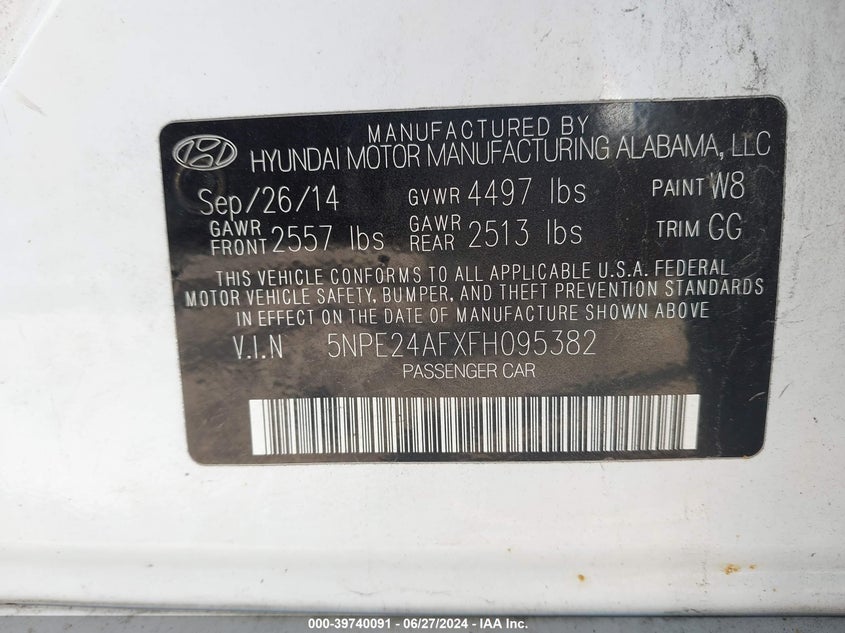 MANUFACTURED BY
HYUNDAI MOTOR MANUFACTURING ALABAMA, LLC
Sep/26/14 GVWR 4497 lbs PAINT W8
GAWR FRONT 2557 lbs GAWR REAR 2513 lbs TRIM GG
THIS VEHICLE CONFORMS TO ALL APPLICABLE U.S.A. FEDERAL
MOTOR VEHICLE SAFETY, BUMPER, AND THEFT PREVENTION STANDARDS
IN EFFECT ON THE DATE OF MANUFACTURE SHOWN ABOVE
V.I.N 5NPE24AFXFH095382
PASSENGER CAR
000-39740091 - 06/27/2024 - IAA Inc.